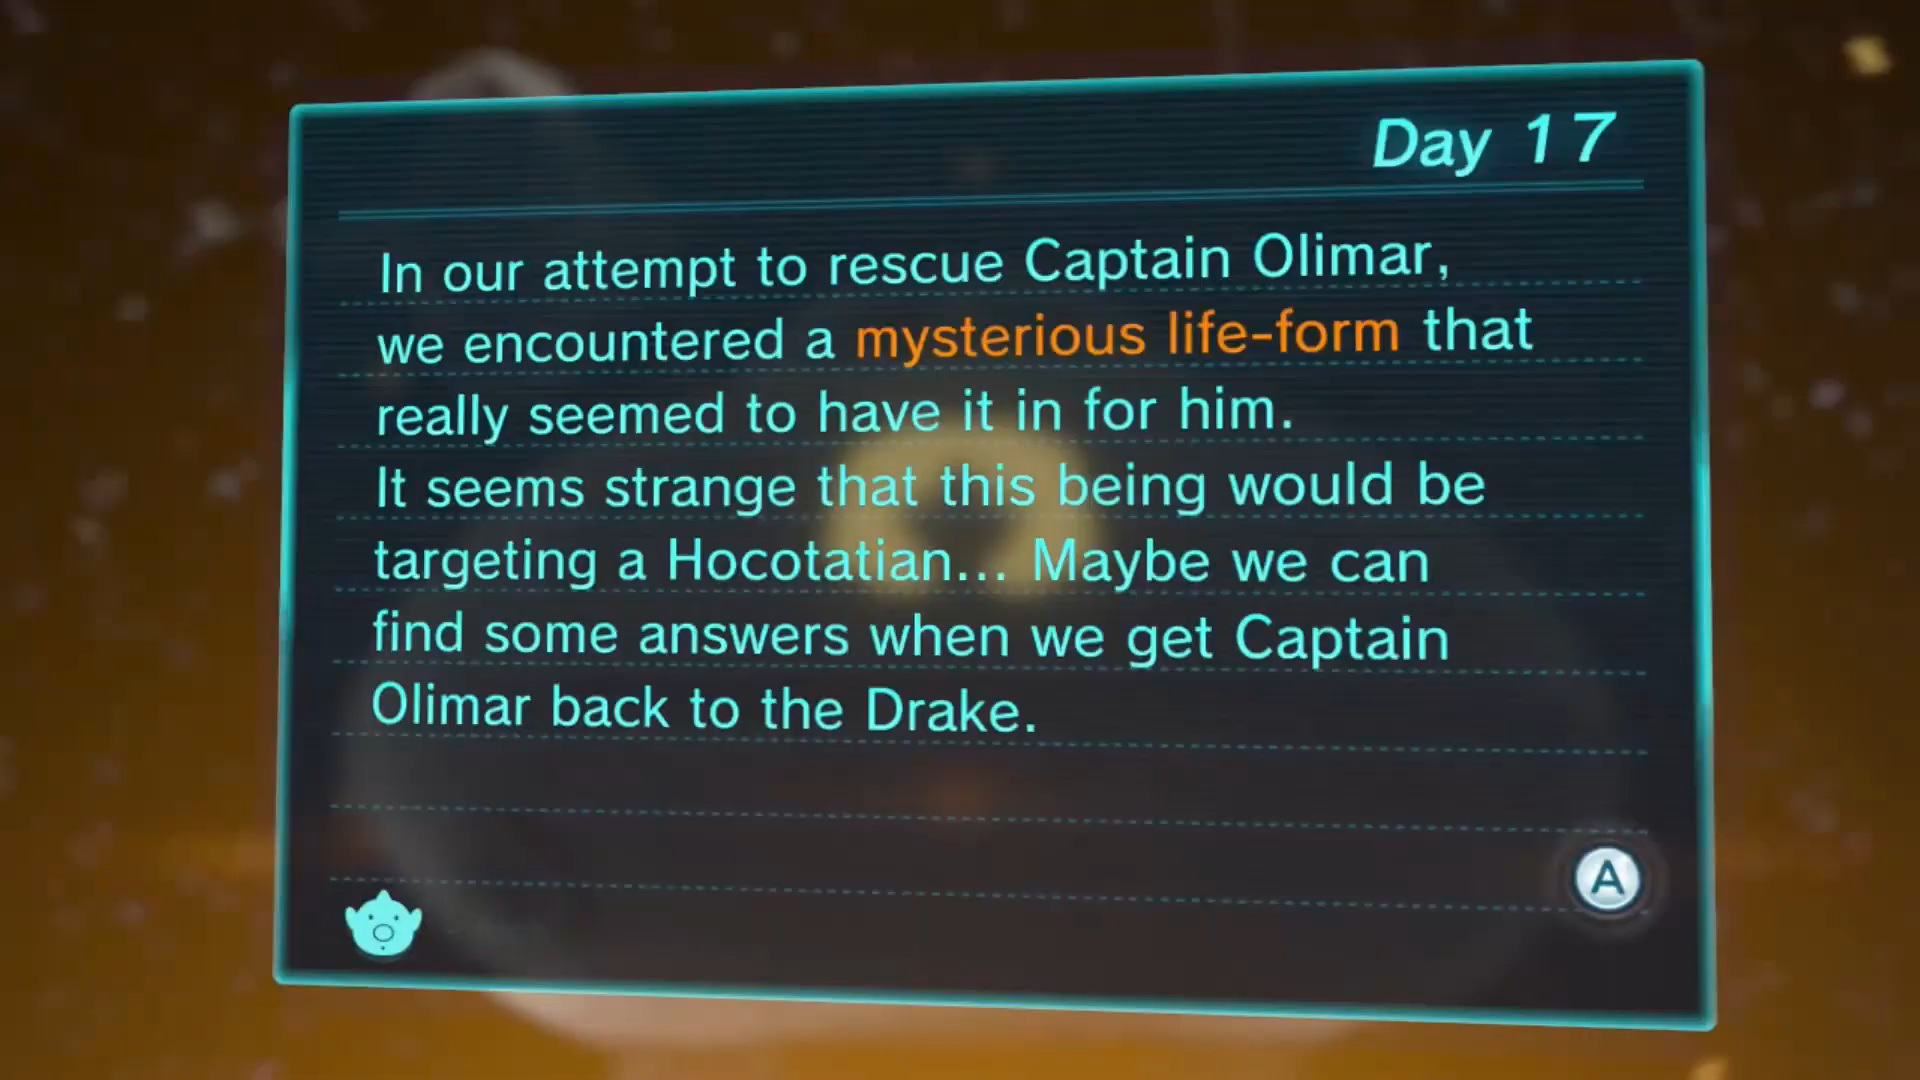 Day 17
In our attempt to rescue Captain Olimar,
we encountered a mysterious life-form that
really seemed to have it in for him.
It seems strange that this being would be
targeting a Hocotatian... Maybe we can
find some answers when we get Captain
Olimar back to the Drake.
A